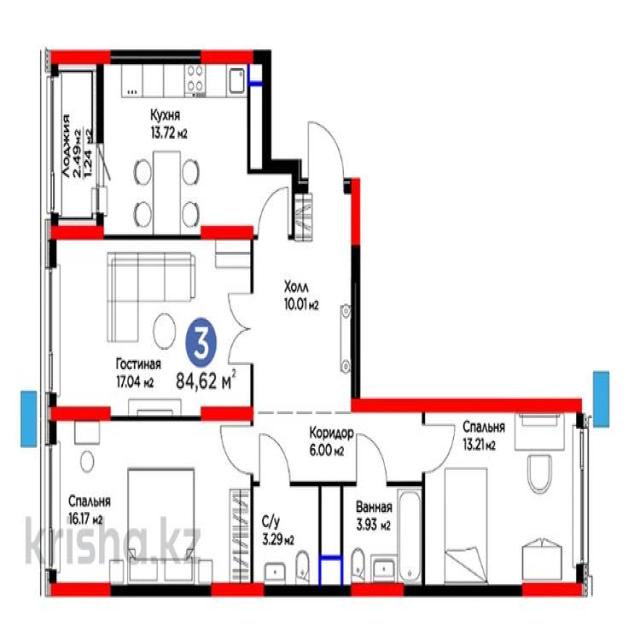 Кухня
13.72 м2
Лоджия
2.49м2
1.24 м2
Холл
10.01 м2
3
84,62 м2
Гостиная
17.04 м2
Коридор
6.00 м2
Спальня
13.21 м2
Спальня
16.17 м2
С/у
3.29 м2
Ванная
3.93 м2
krisha.kz